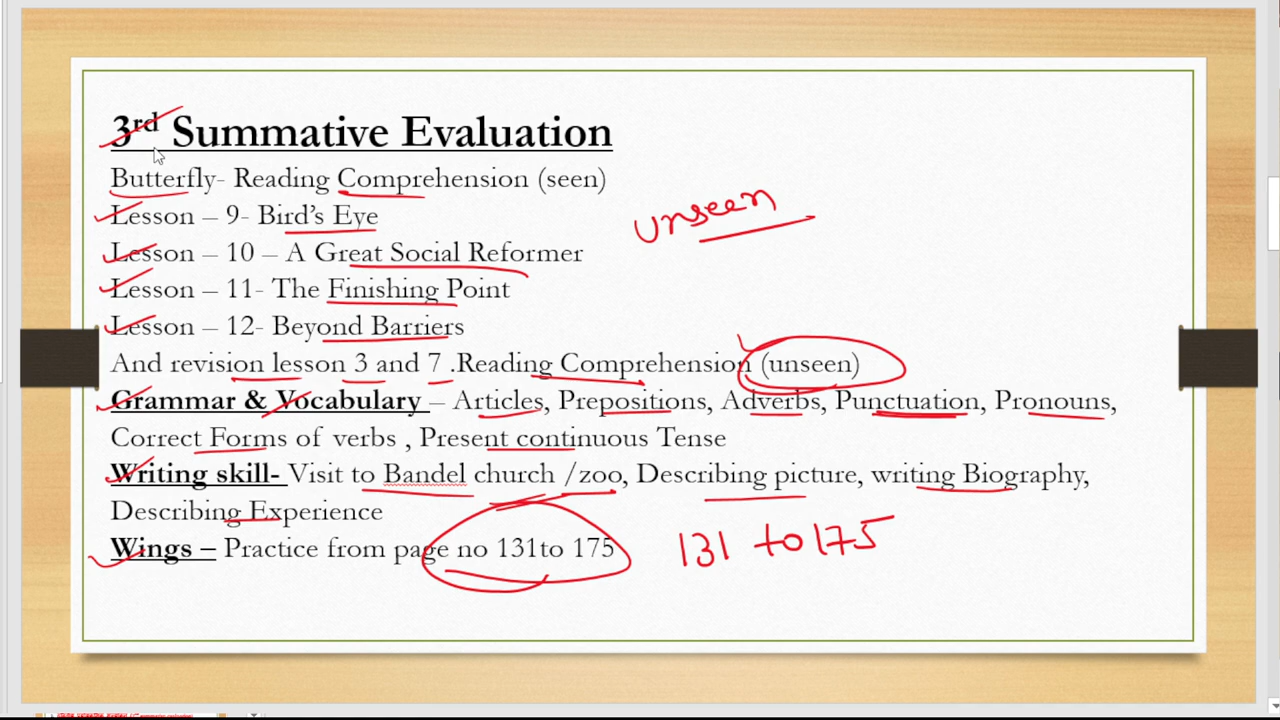 3rd Summative Evaluation
Butterfly- Reading Comprehension (seen)
Lesson – 9- Bird's Eye
unseen
Lesson – 10 – A Great Social Reformer
Lesson – 11- The Finishing Point
Lesson – 12- Beyond Barriers
And revision lesson 3 and 7 .Reading Comprehension (unseen)
Grammar & Vocabulary – Articles, Prepositions, Adverbs, Punctuation, Pronouns,
Correct Forms of verbs , Present continuous Tense
Writing skill- Visit to Bandel church /zoo, Describing picture, writing Biography,
Describing Experience
Wings – Practice from page no 131to 175
131 to 175